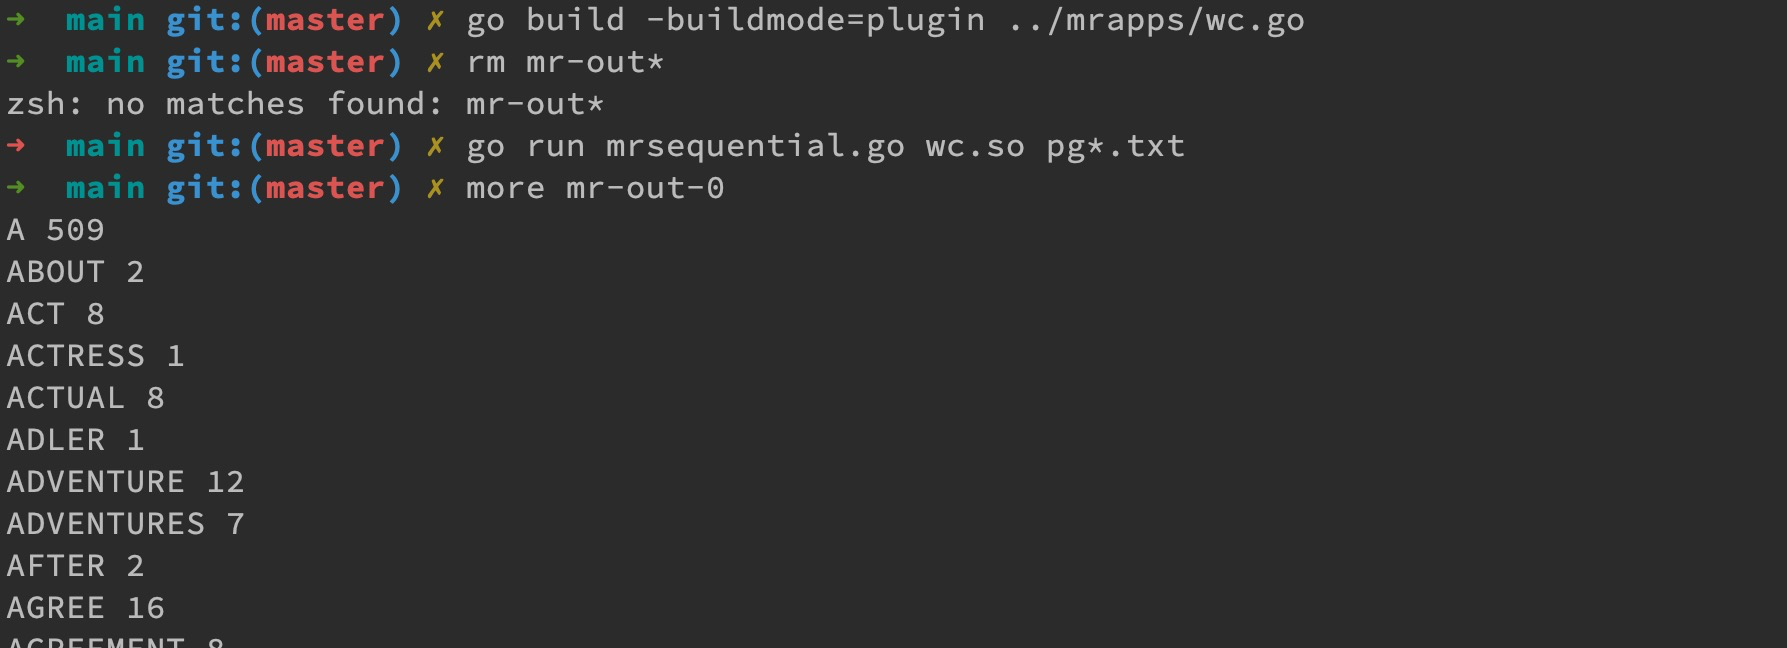 ➜  main git:(master) ✗ go build -buildmode=plugin ../mrapps/wc.go
➜  main git:(master) ✗ rm mr-out*
zsh: no matches found: mr-out*
➜  main git:(master) ✗ go run mrsequential.go wc.so pg*.txt
➜  main git:(master) ✗ more mr-out-0
A 509
ABOUT 2
ACT 8
ACTRESS 1
ACTUAL 8
ADLER 1
ADVENTURE 12
ADVENTURES 7
AFTER 2
AGREE 16
AGREEMENT 8